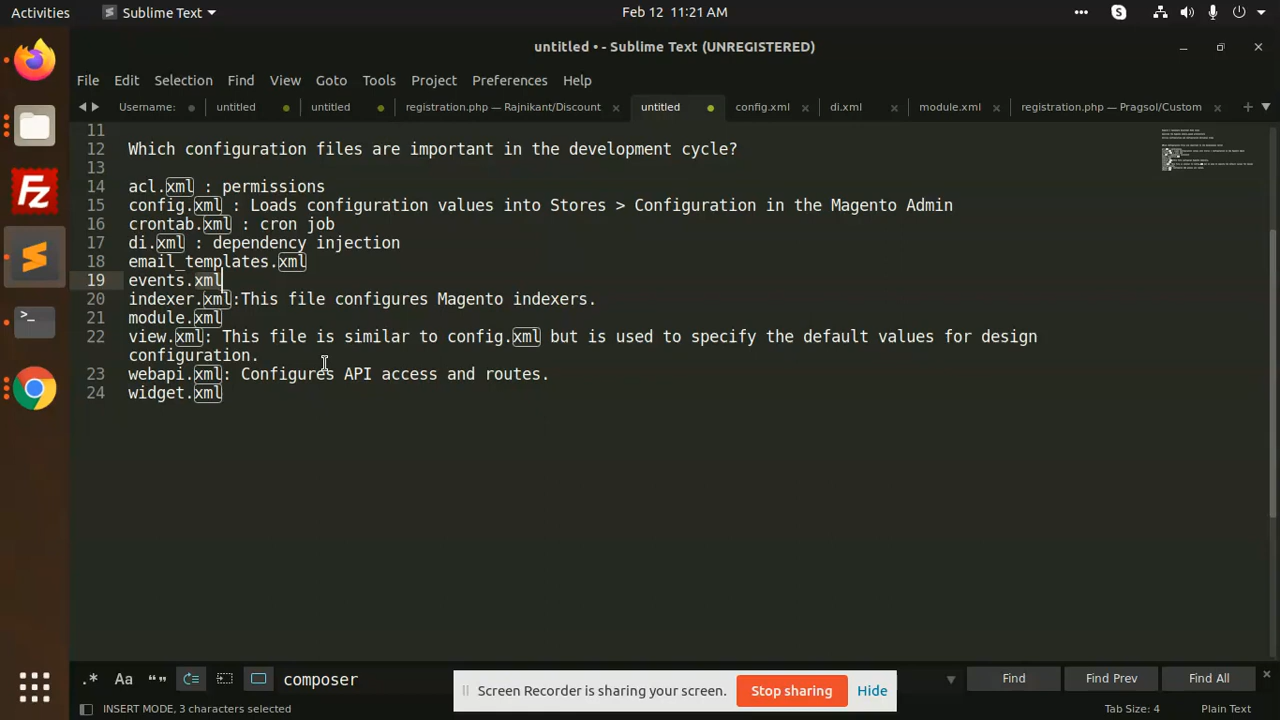 Activities
Sublime Text
Feb 12 11:21 AM
untitled • - Sublime Text (UNREGISTERED)
File Edit Selection Find View Goto Tools Project Preferences Help
Username: untitled untitled registration.php — Rajnikant/Discount untitled config.xml di.xml module.xml registration.php — Pragsol/Custom
11
12 Which configuration files are important in the development cycle?
13
14 acl.xml : permissions
15 config.xml : Loads configuration values into Stores > Configuration in the Magento Admin
16 crontab.xml : cron job
17 di.xml : dependency injection
18 email_templates.xml
19 events.xml
20 indexer.xml:This file configures Magento indexers.
21 module.xml
22 view.xml: This file is similar to config.xml but is used to specify the default values for design
configuration.
23 webapi.xml: Configures API access and routes.
24 widget.xml
.* Aa “” composer Find Find Prev Find All
Screen Recorder is sharing your screen. Stop sharing Hide
INSERT MODE, 3 characters selected Tab Size: 4 Plain Text